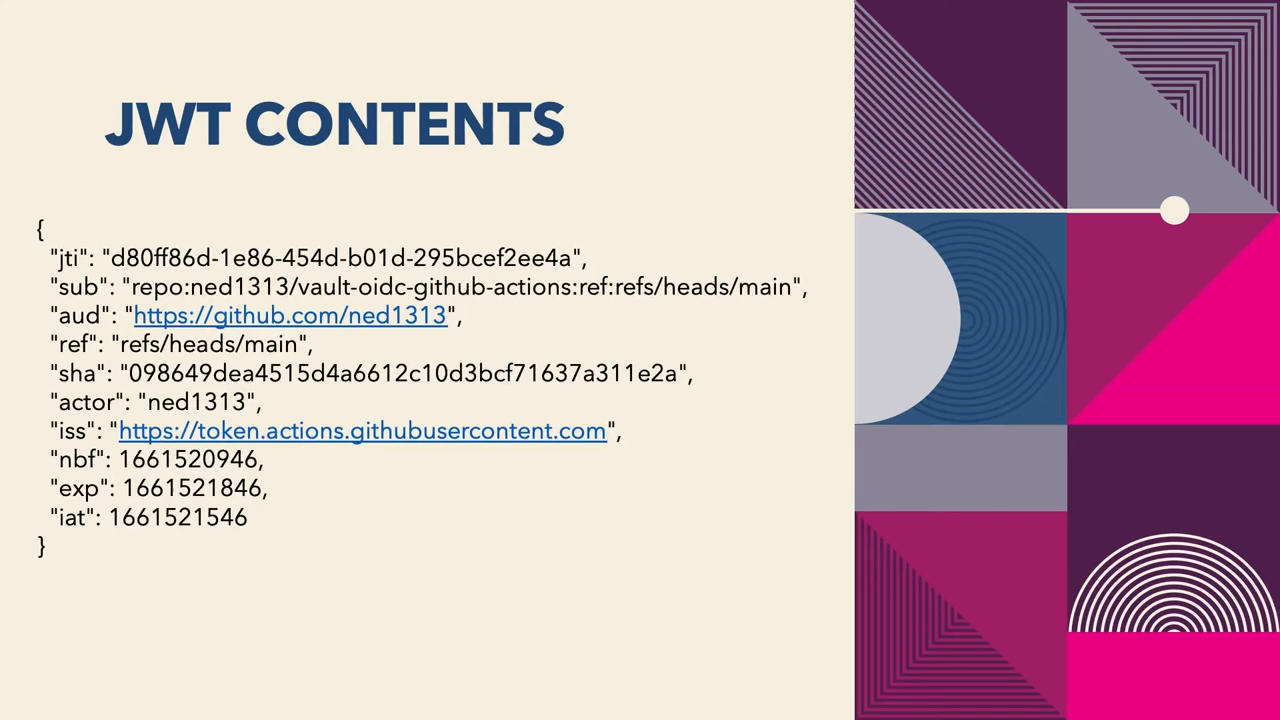 JWT CONTENTS
{
"jti": "d80ff86d-1e86-454d-b01d-295bcef2ee4a",
"sub": "repo:ned1313/vault-oidc-github-actions:ref:refs/heads/main",
"aud": "https://github.com/ned1313",
"ref": "refs/heads/main",
"sha": "098649dea4515d4a6612c10d3bcf71637a311e2a",
"actor": "ned1313",
"iss": "https://token.actions.githubusercontent.com",
"nbf": 1661520946,
"exp": 1661521846,
"iat": 1661521546
}